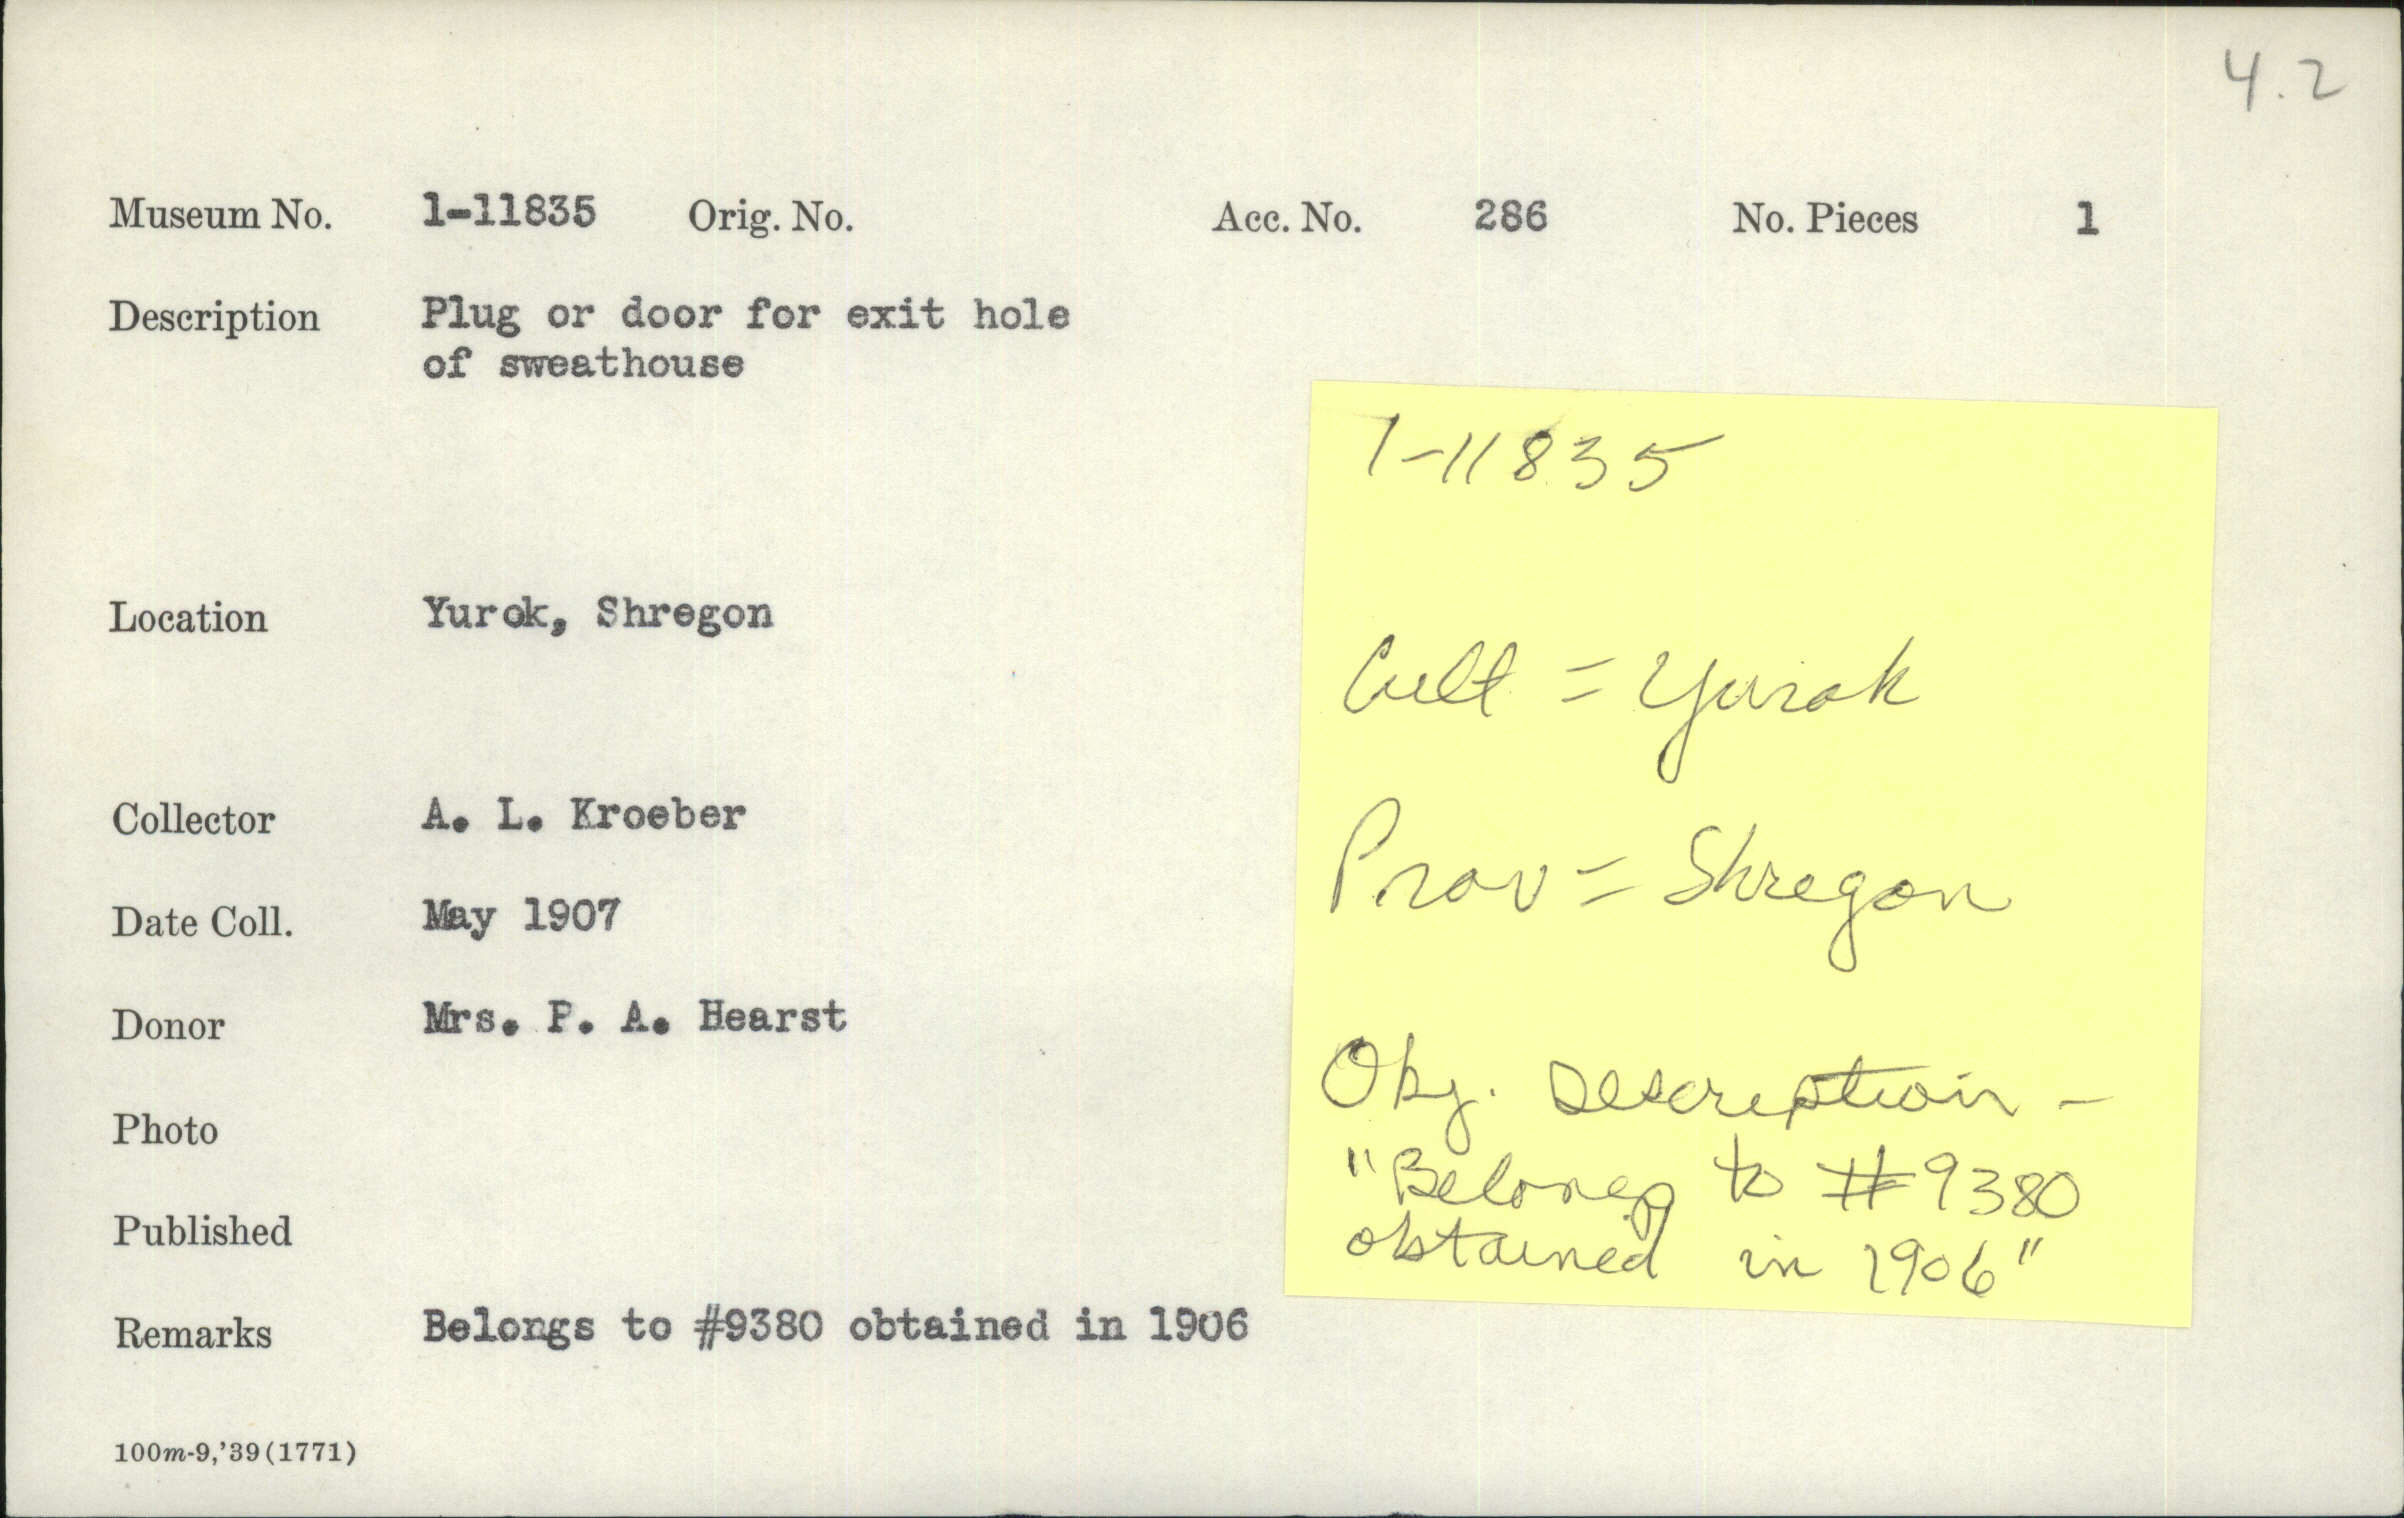 4.2
Museum No. 1-11835 Orig. No. Acc. No. 286 No. Pieces 1
Description Plug or door for exit hole
of sweathouse
Location Yurok, Shregon
Collector A. L. Kroeber
Date Coll. May 1907
Donor Mrs. P. A. Hearst
Photo
Published
Remarks Belongs to #9380 obtained in 1906
100m-9,'39(1771)
1-11835
Cult = Yurok
Prov = Shregon
Obj. Description -
"Belongs to #9380
obtained in 1906"